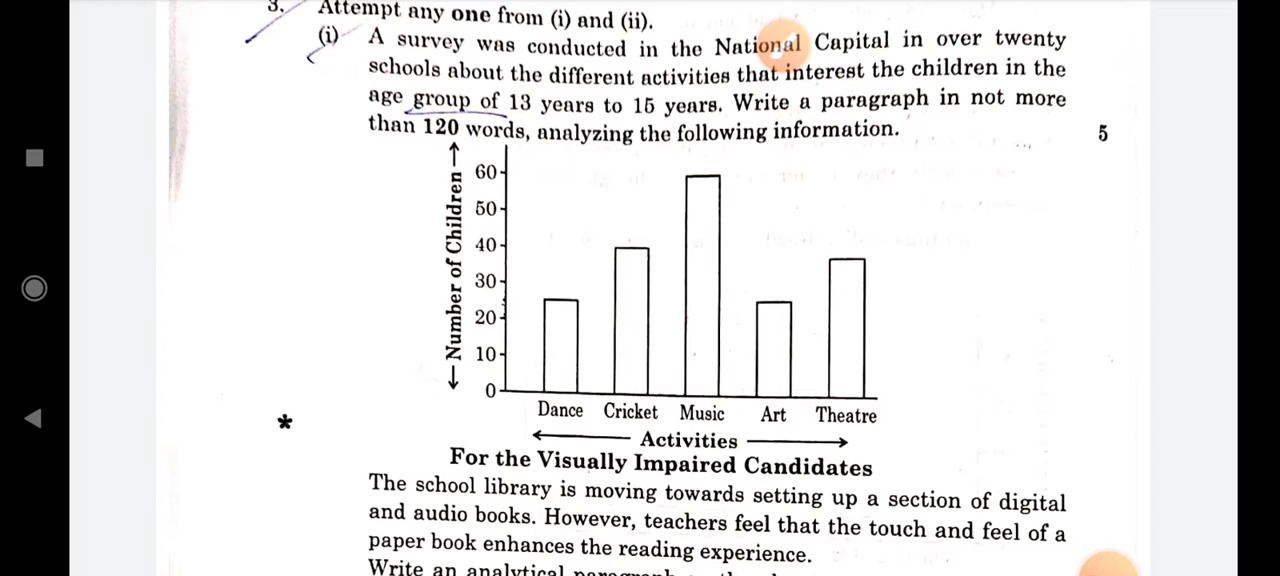 3. Attempt any one from (i) and (ii).
(i) A survey was conducted in the National Capital in over twenty
schools about the different activities that interest the children in the
age group of 13 years to 15 years. Write a paragraph in not more
than 120 words, analyzing the following information. 5
← Number of Children →
60
50
40
30
20
10
0
Dance Cricket Music Art Theatre
← Activities →
*
For the Visually Impaired Candidates
The school library is moving towards setting up a section of digital
and audio books. However, teachers feel that the touch and feel of a
paper book enhances the reading experience.
Write an analytical